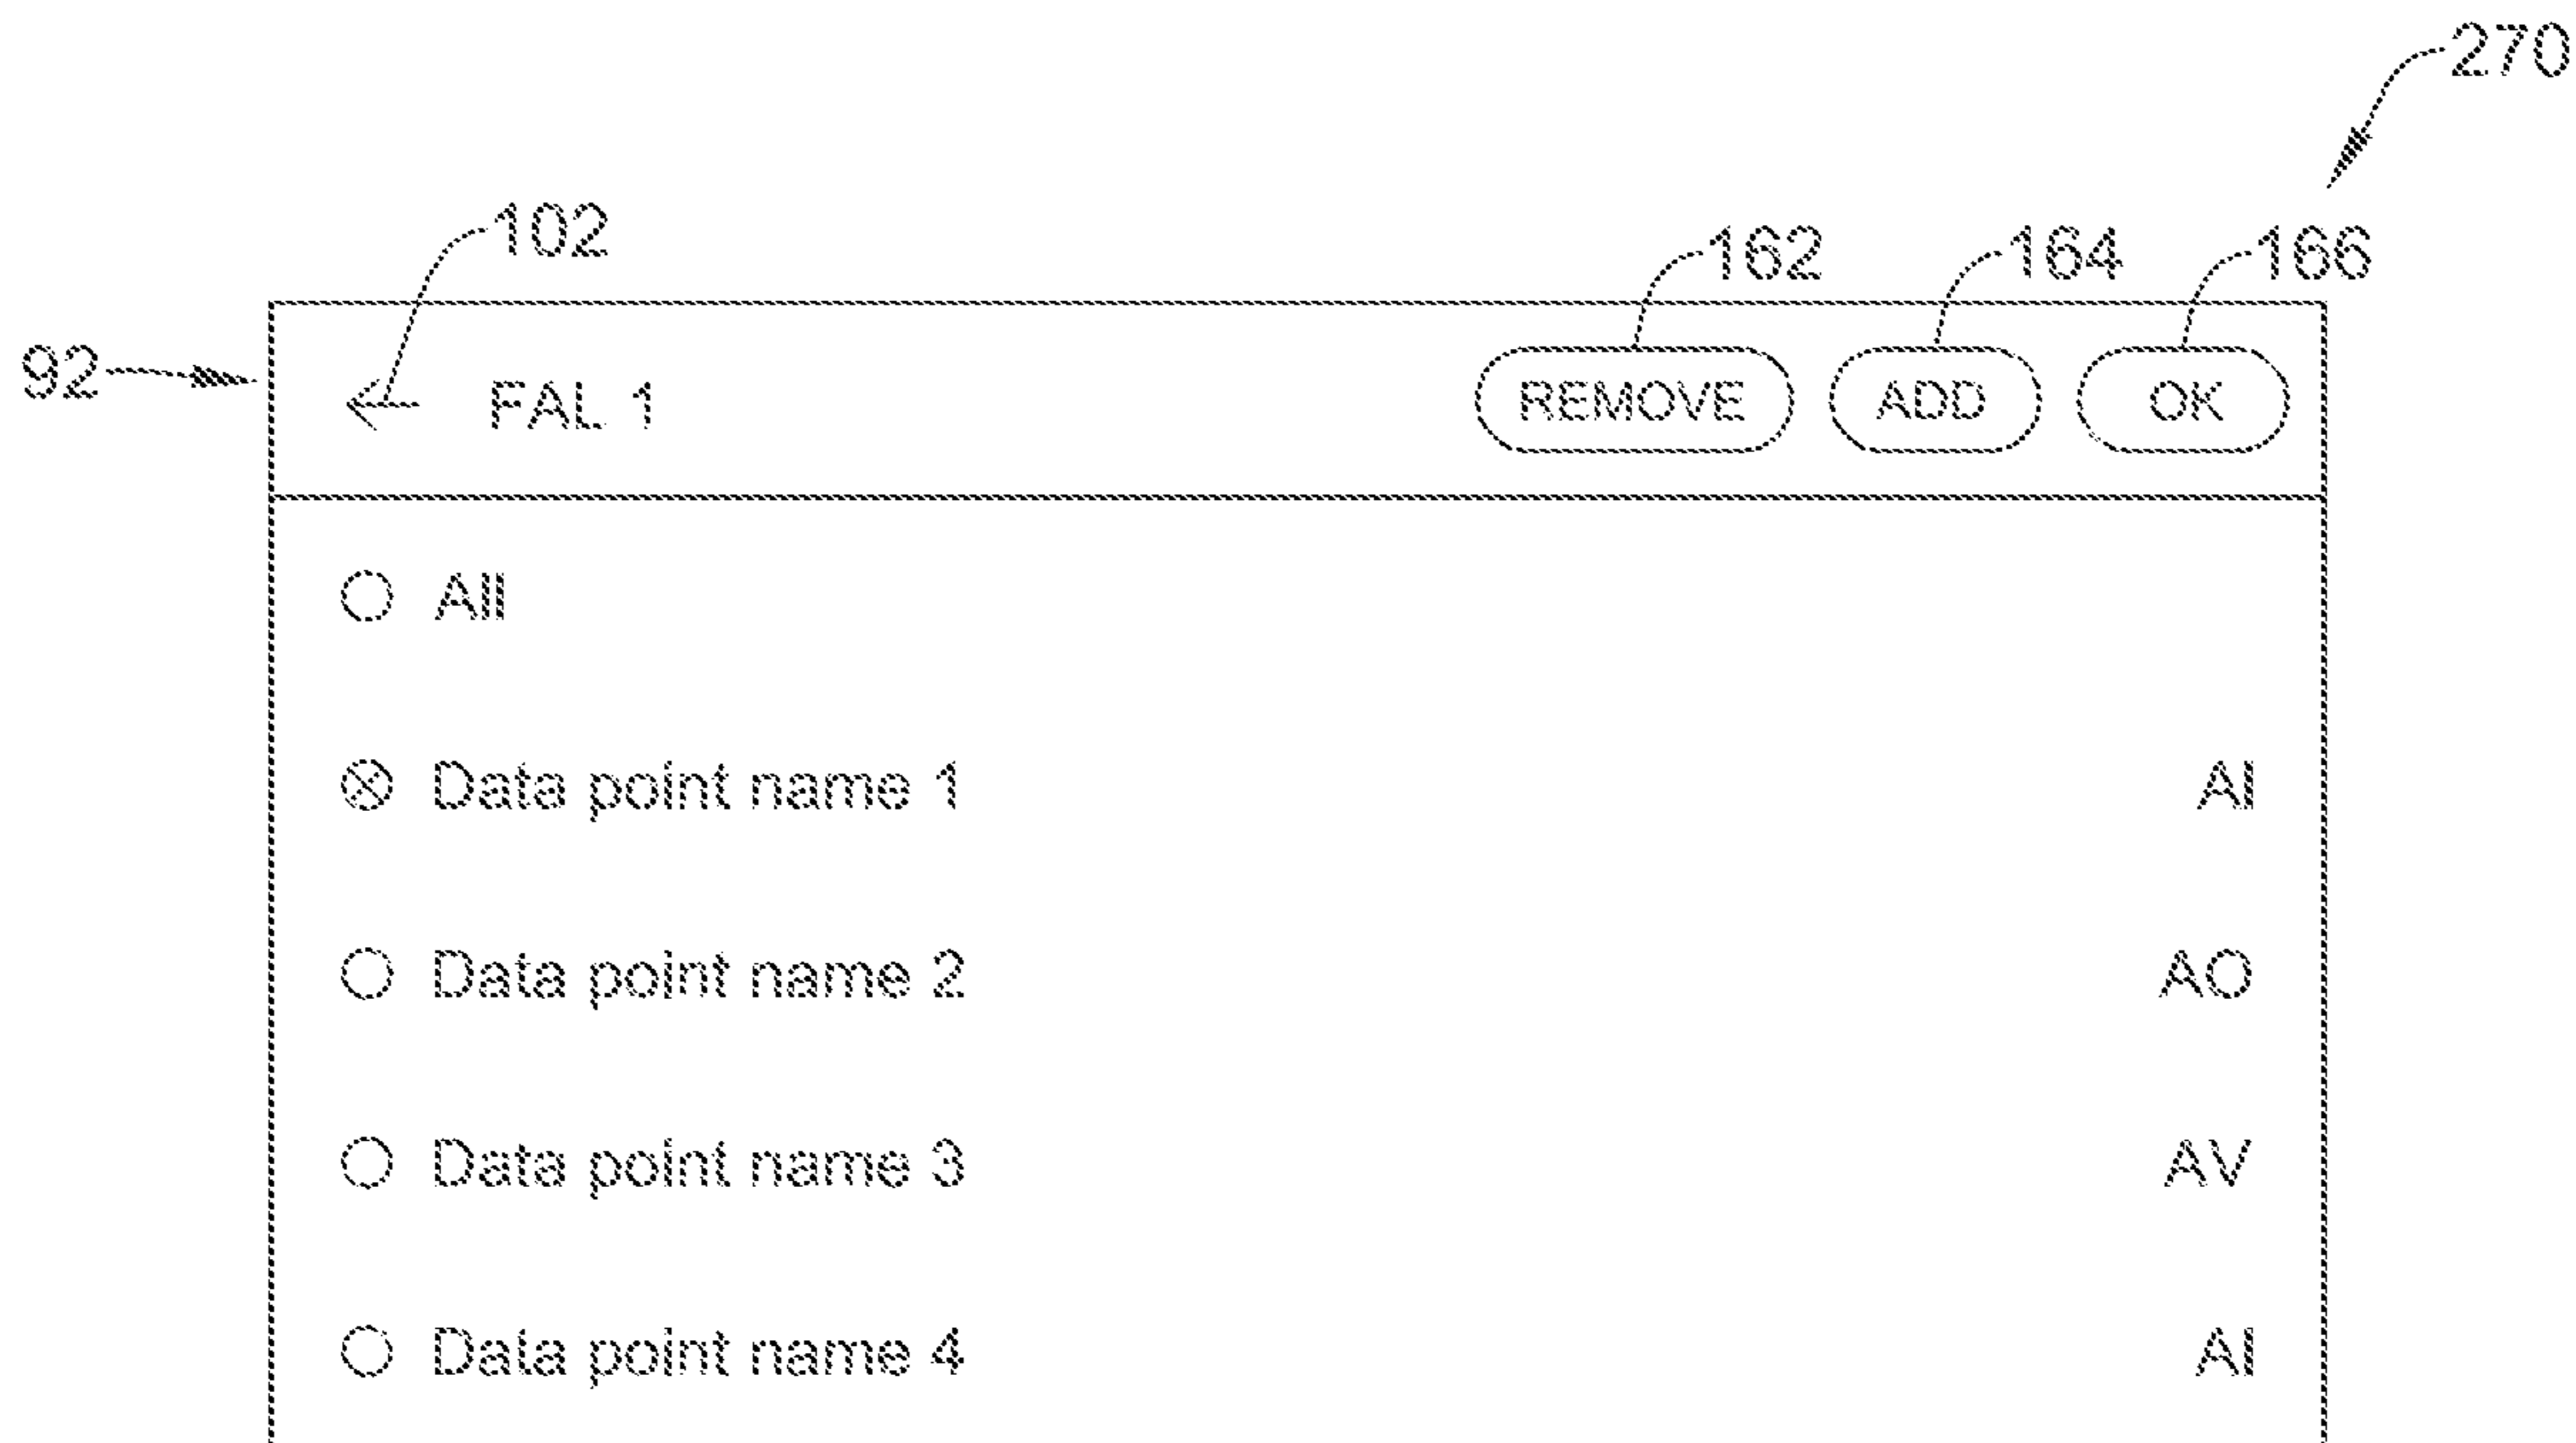 270
102
162 164 166
92
FAL 1 REMOVE ADD OK
All
Data point name 1 AI
Data point name 2 AO
Data point name 3 AV
Data point name 4 AI